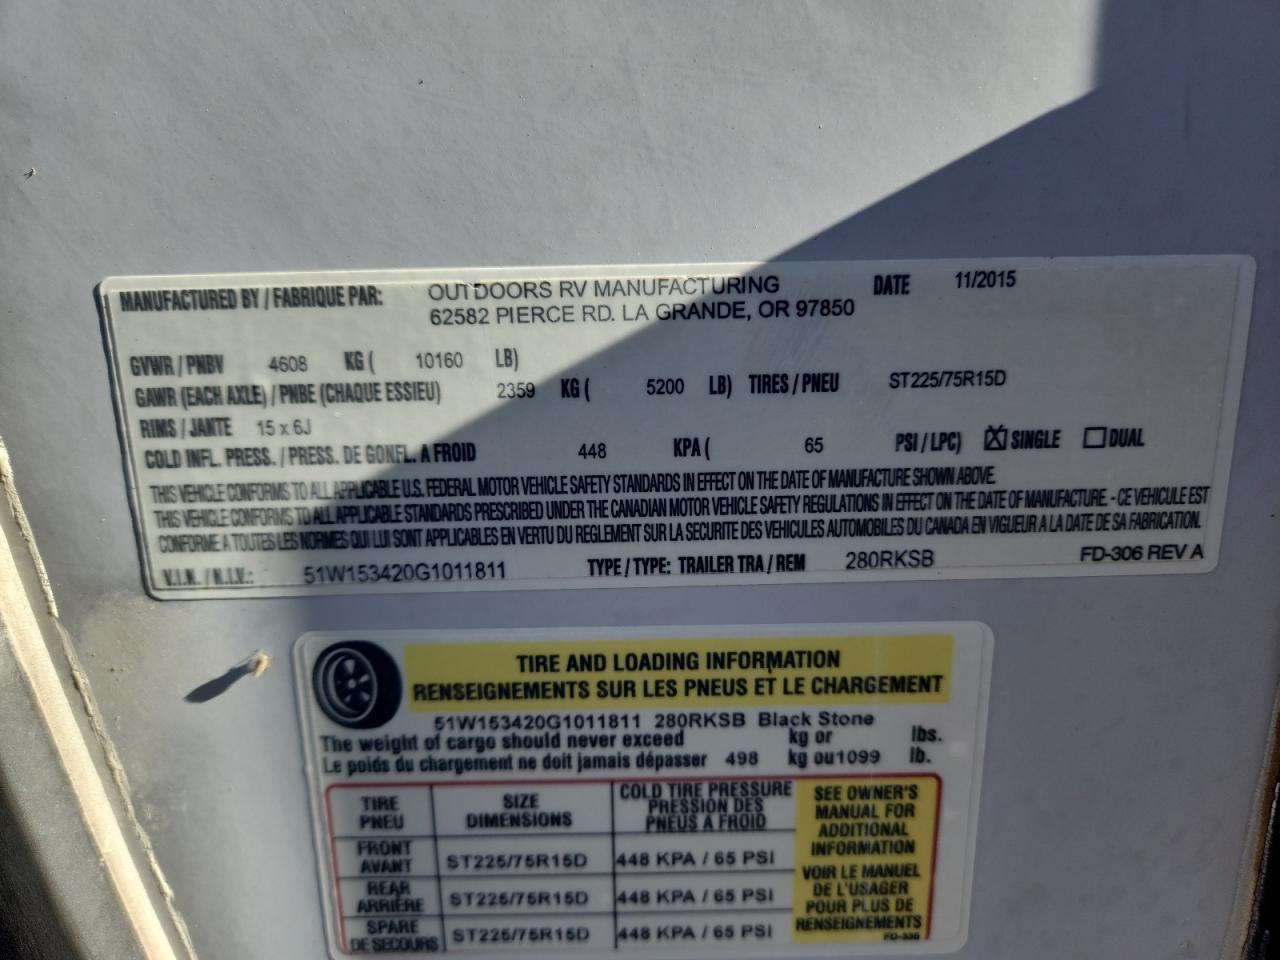 MANUFACTURED BY / FABRIQUE PAR: OUTDOORS RV MANUFACTURING DATE 11/2015
62582 PIERCE RD. LA GRANDE, OR 97850
GVWR / PNBV 4608 KG ( 10160 LB)
GAWR (EACH AXLE) / PNBE (CHAQUE ESSIEU) 2359 KG ( 5200 LB) TIRES / PNEU ST225/75R15D
RIMS / JANTE 15 x 6J
COLD INFL. PRESS. / PRESS. DE GONFL. A FROID 448 KPA ( 65 PSI / LPC) ☒ SINGLE ☐ DUAL
THIS VEHICLE CONFORMS TO ALL APPLICABLE U.S. FEDERAL MOTOR VEHICLE SAFETY STANDARDS IN EFFECT ON THE DATE OF MANUFACTURE SHOWN ABOVE.
THIS VEHICLE CONFORMS TO ALL APPLICABLE STANDARDS PRESCRIBED UNDER THE CANADIAN MOTOR VEHICLE SAFETY REGULATIONS IN EFFECT ON THE DATE OF MANUFACTURE. - CE VEHICULE EST
CONFORME A TOUTES LES NORMES QUI LUI SONT APPLICABLES EN VERTU DU REGLEMENT SUR LA SECURITE DES VEHICULES AUTOMOBILES DU CANADA EN VIGUEUR A LA DATE DE SA FABRICATION.
V.I.N. / N.I.V.: 51W153420G1011811 TYPE / TYPE: TRAILER TRA / REM 280RKSB FD-306 REV A
TIRE AND LOADING INFORMATION
RENSEIGNEMENTS SUR LES PNEUS ET LE CHARGEMENT
51W153420G1011811 280RKSB Black Stone
The weight of cargo should never exceed kg or lbs.
Le poids du chargement ne doit jamais dépasser 498 kg ou 1099 lb.
TIRE
PNEU
SIZE
DIMENSIONS
COLD TIRE PRESSURE
PRESSION DES
PNEUS A FROID
FRONT
AVANT
ST225/75R15D
448 KPA / 65 PSI
REAR
ARRIÈRE
ST225/75R15D
448 KPA / 65 PSI
SPARE
DE SECOURS
ST225/75R15D
448 KPA / 65 PSI
SEE OWNER'S
MANUAL FOR
ADDITIONAL
INFORMATION
VOIR LE MANUEL
DE L'USAGER
POUR PLUS DE
RENSEIGNEMENTS